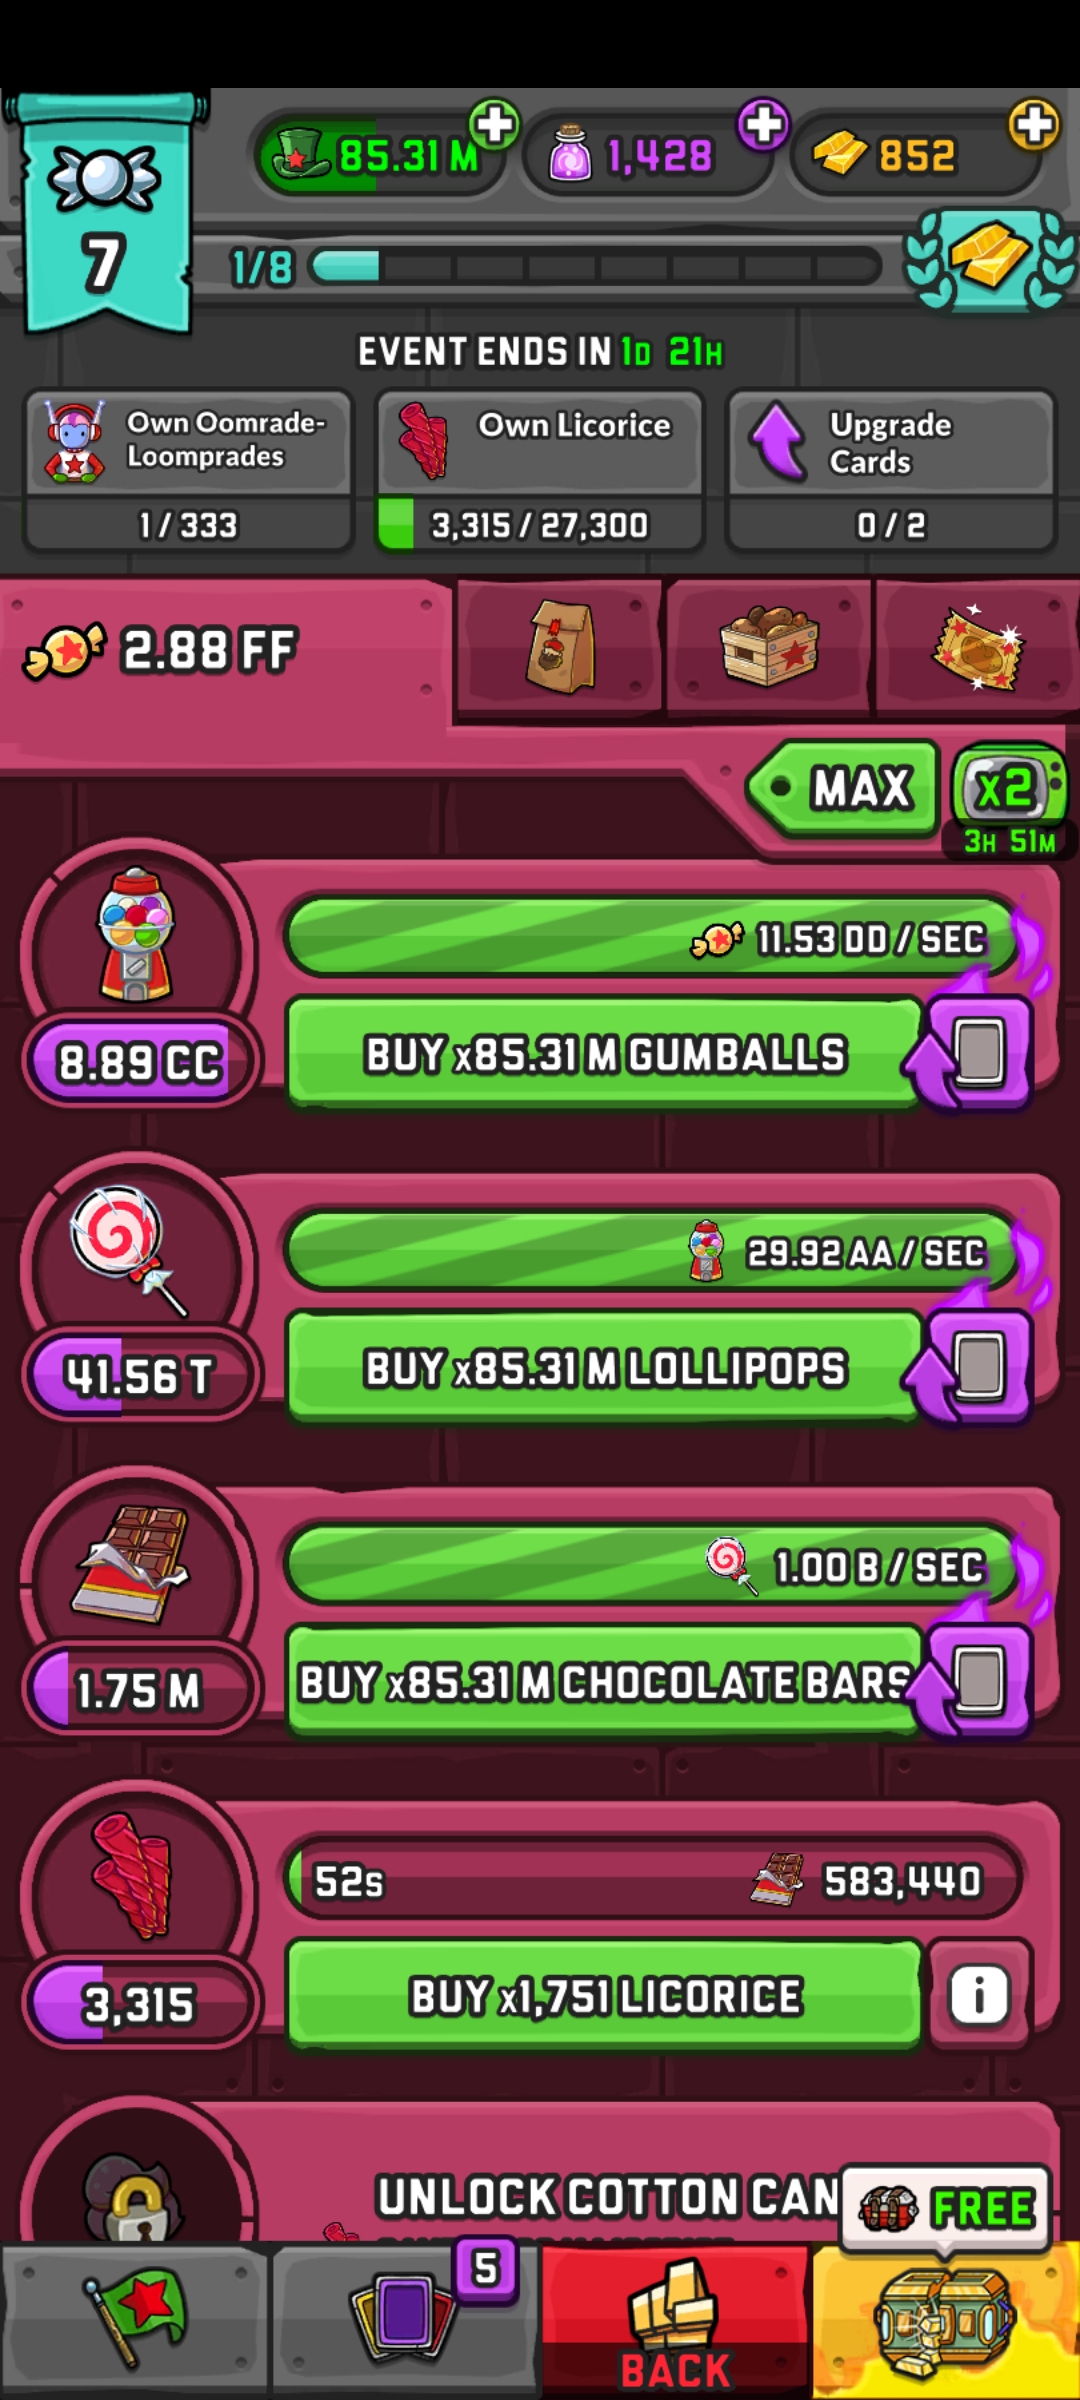 85.31 M
1,428
852
7
1/8
EVENT ENDS IN 1D 21H
Own Oomrade-
Loomprades
1 / 333
Own Licorice
3,315 / 27,300
Upgrade
Cards
0 / 2
2.88 FF
MAX
x2
3H 51M
11.53 DD / SEC
8.89 CC
BUY x85.31 M GUMBALLS
29.92 AA / SEC
41.56 T
BUY x85.31 M LOLLIPOPS
1.00 B / SEC
1.75 M
BUY x85.31 M CHOCOLATE BARS
52s
583,440
3,315
BUY x1,751 LICORICE
i
UNLOCK COTTON CAN
FREE
5
BACK